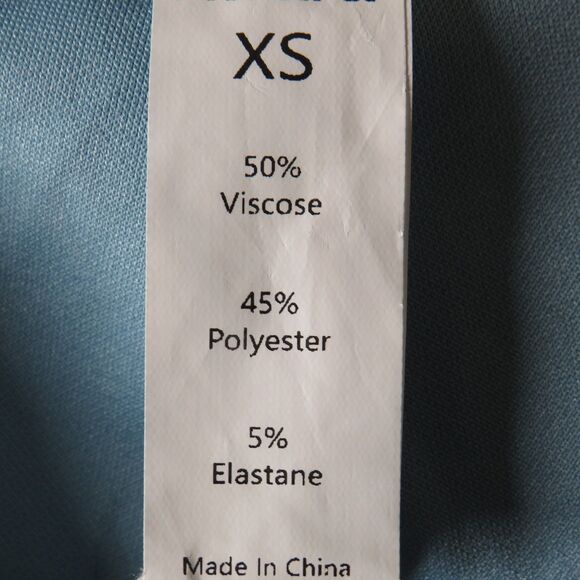 XS
50%
Viscose
45%
Polyester
5%
Elastane
Made In China